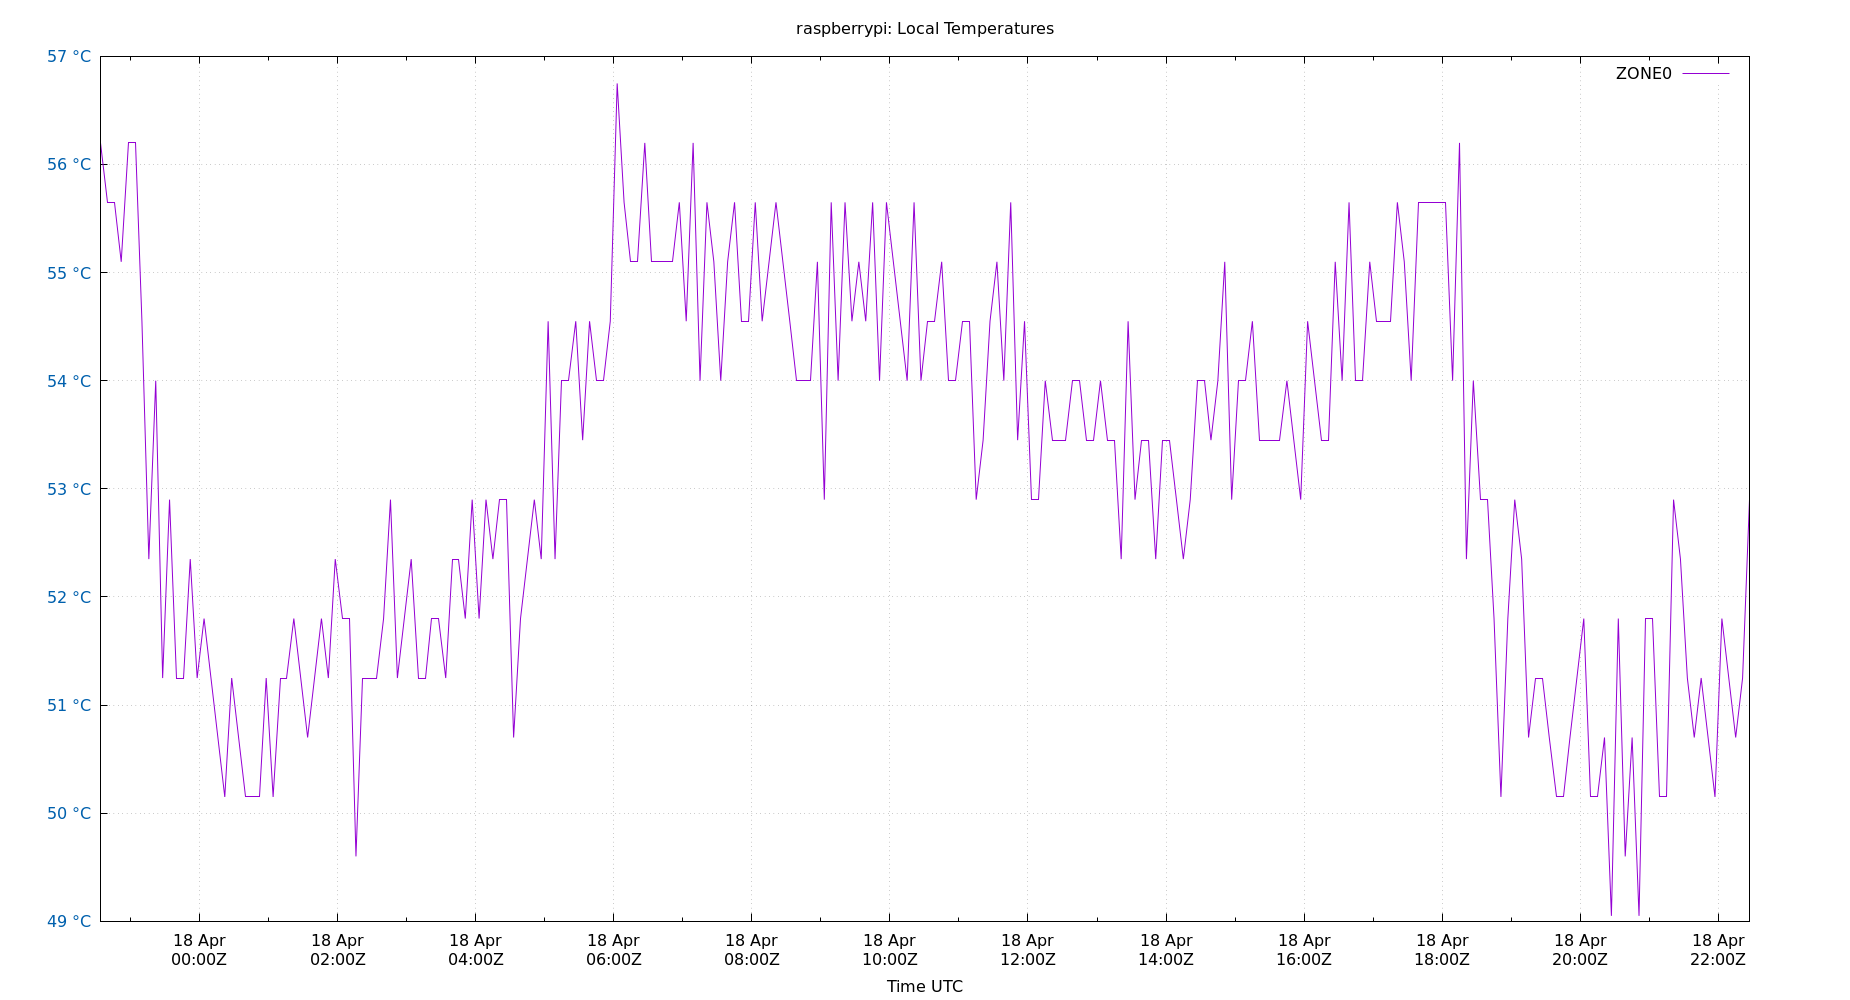 raspberrypi: Local Temperatures
57 °C
ZONE0
56 °C
55 °C
54 °C
53 °C
52 °C
51 °C
50 °C
49 °C
18 Apr 18 Apr 18 Apr 18 Apr 18 Apr 18 Apr 18 Apr 18 Apr 18 Apr 18 Apr 18 Apr 18 Apr
00:00Z 02:00Z 04:00Z 06:00Z 08:00Z 10:00Z 12:00Z 14:00Z 16:00Z 18:00Z 20:00Z 22:00Z
Time UTC